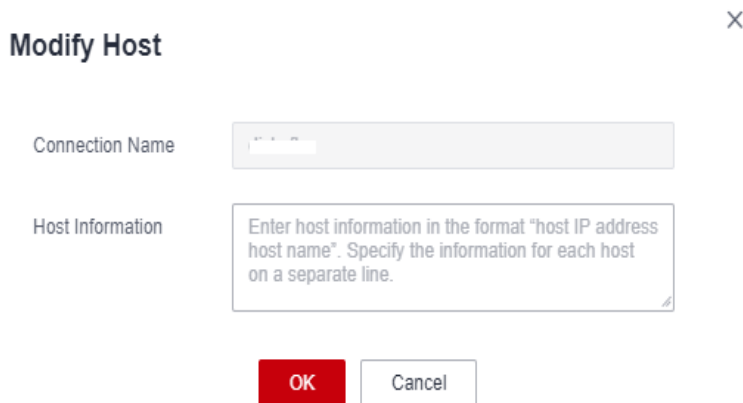 Modify Host
Connection Name
Host Information
Enter host information in the format “host IP address
host name”. Specify the information for each host
on a separate line.
OK
Cancel